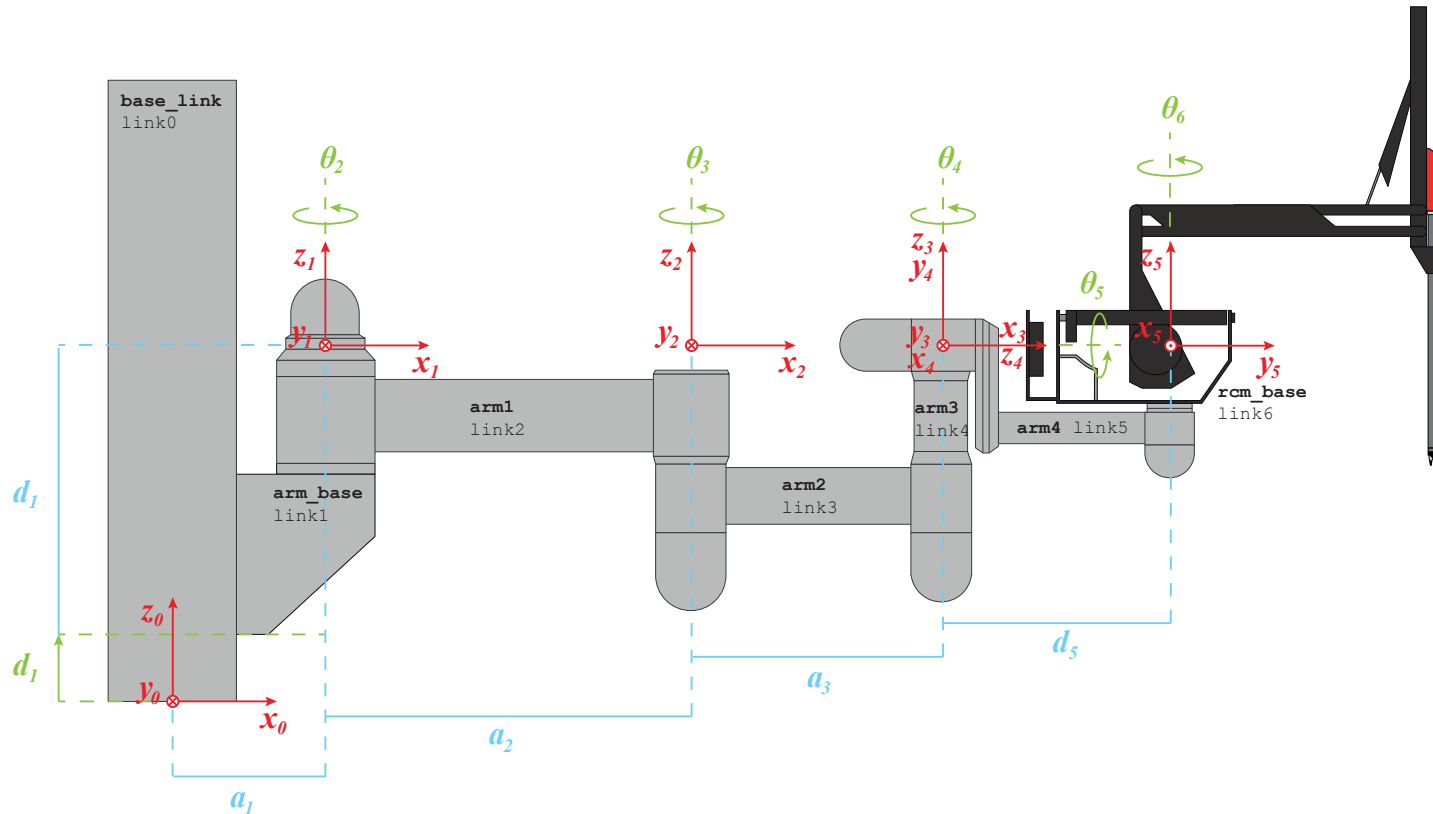 base_link
link0
θ2
θ3
θ4
θ6
z1
z2
z3
y4
z5
θ5
y1
x1
y2
x2
y3
x4
x3
z4
x5
y5
rcm_base
link6
arm1
link2
arm3
link4
arm4 link5
d1
arm_base
link1
arm2
link3
z0
d1
y0
x0
d5
a3
a2
a1